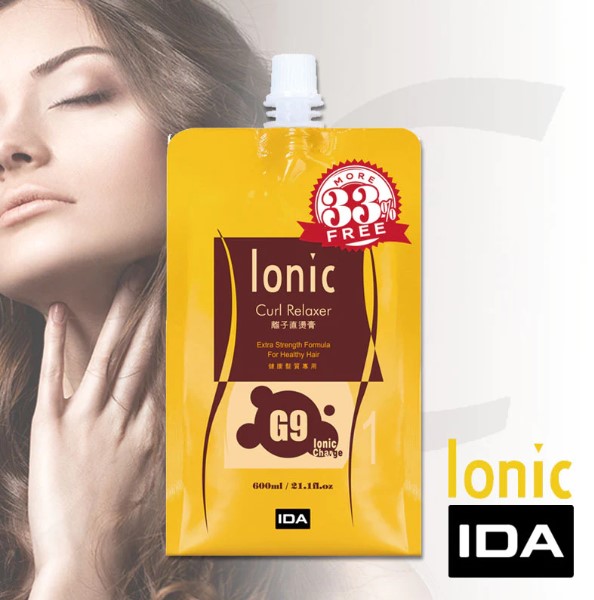 MORE
33%
FREE
Ionic
Curl Relaxer
離子直燙膏
Extra Strength Formula
For Healthy Hair
健康髮質專用
G9
Ionic
Charge
1
600ml / 21.1fl.oz
IDA
Ionic
IDA